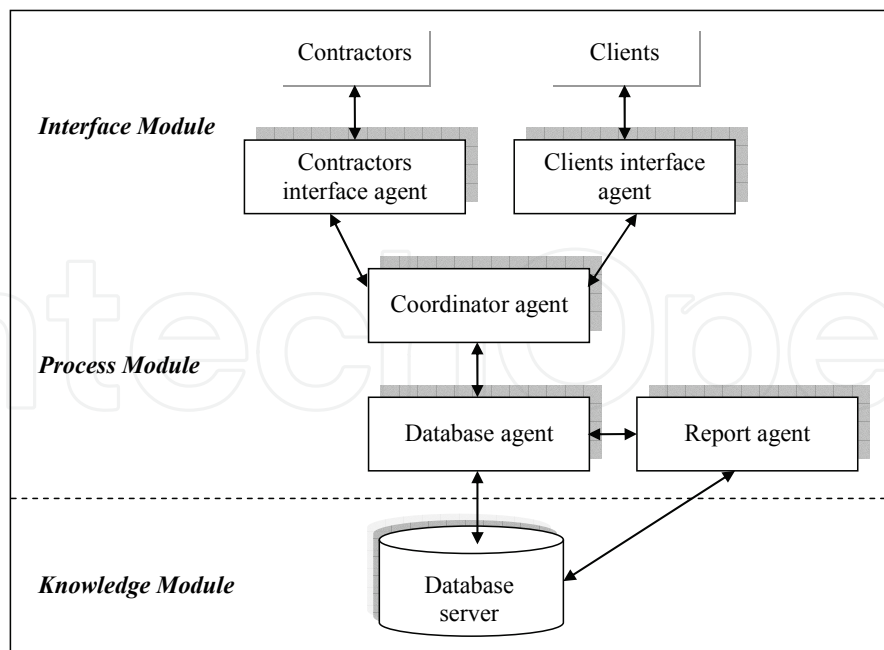 Contractors
Clients
Interface Module
Contractors
interface agent
Clients interface
agent
Coordinator agent
ntechOpe
Process Module
Database agent
Report agent
Knowledge Module
Database
server